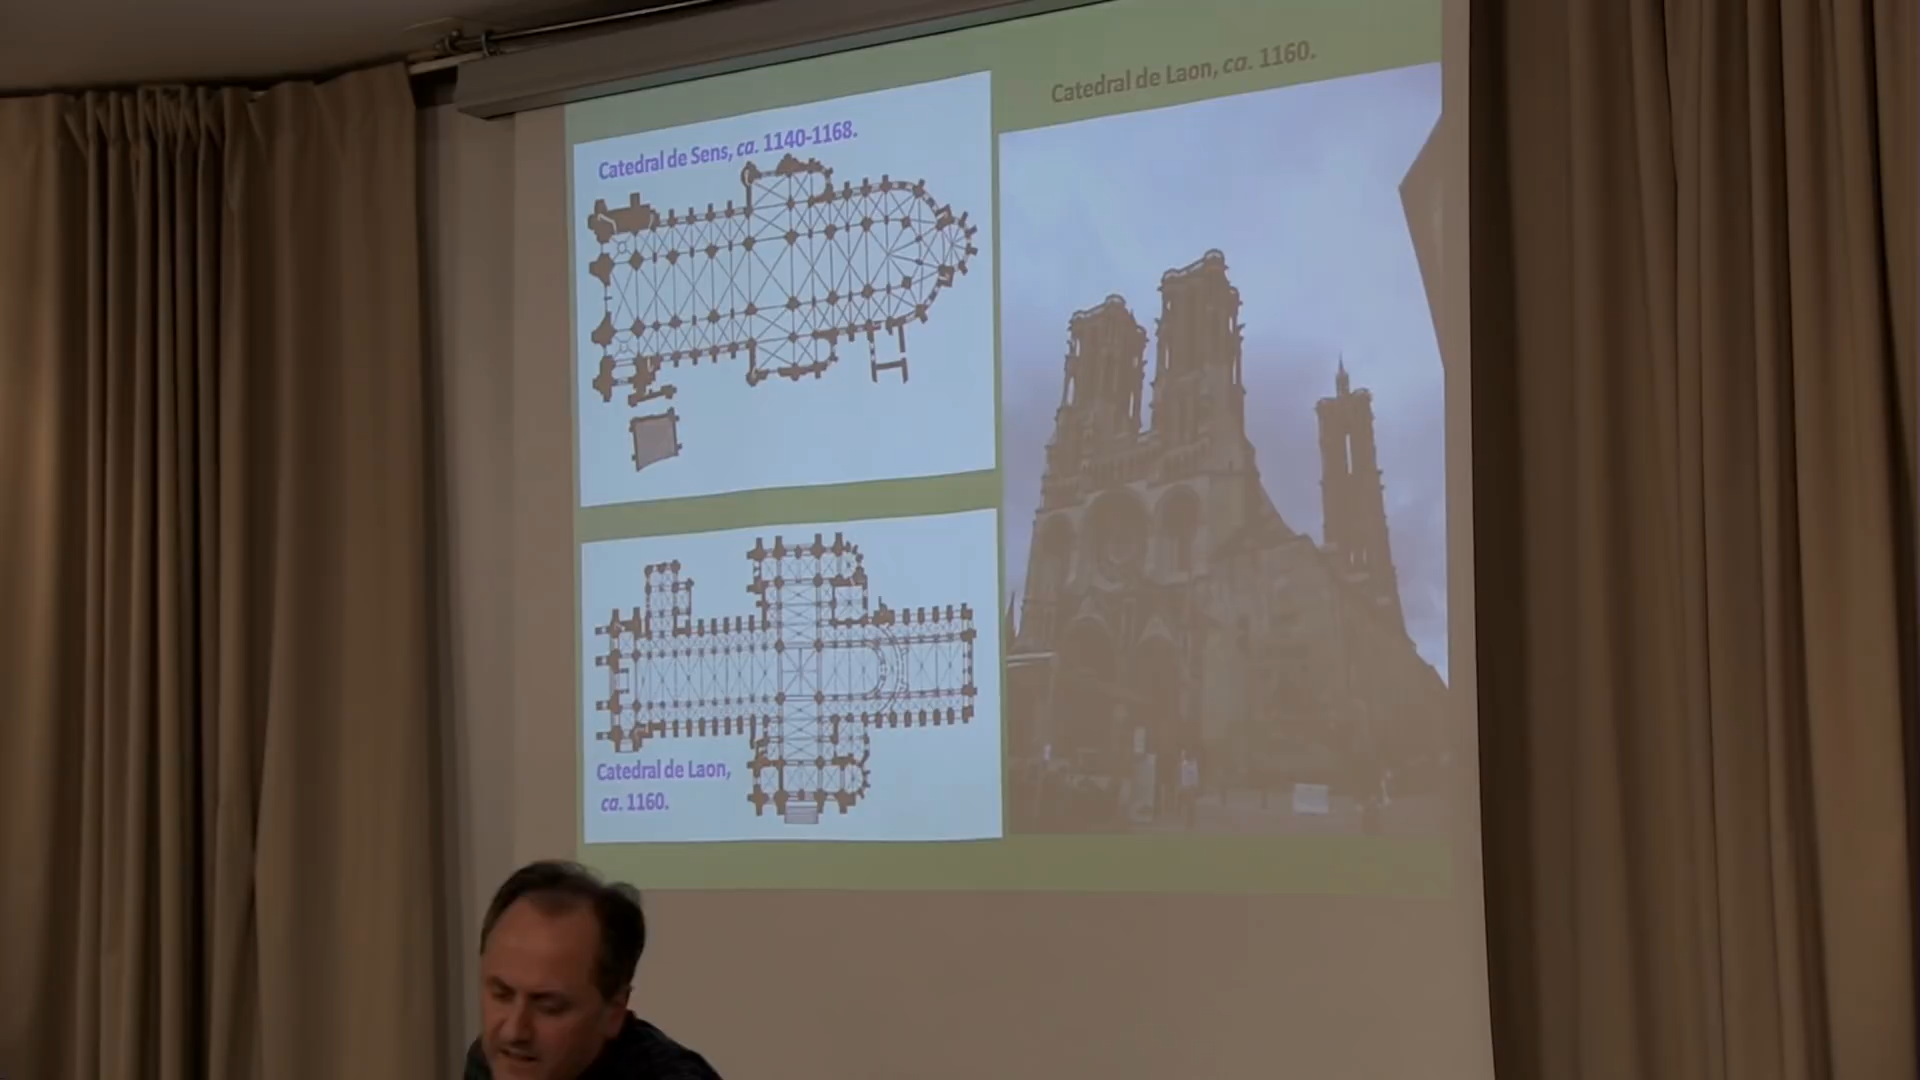 Catedral de Sens, ca. 1140-1168.
Catedral de Laon, ca. 1160.
Catedral de Laon,
ca. 1160.